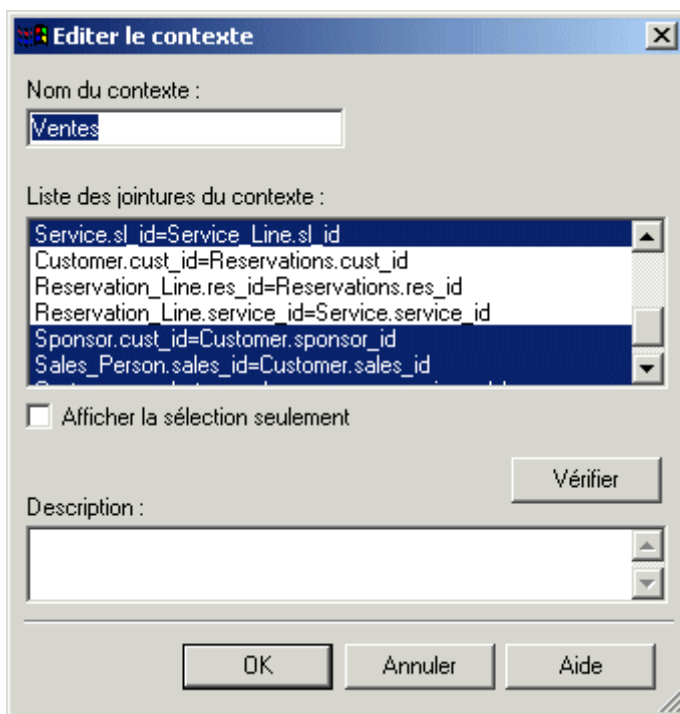 Editer le contexte
Nom du contexte :
Ventes
Liste des jointures du contexte :
Service.sl_id=Service_Line.sl_id
Customer.cust_id=Reservations.cust_id
Reservation_Line.res_id=Reservations.res_id
Reservation_Line.service_id=Service.service_id
Sponsor.cust_id=Customer.sponsor_id
Sales_Person.sales_id=Customer.sales_id
Afficher la sélection seulement
Vérifier
Description :
OK
Annuler
Aide